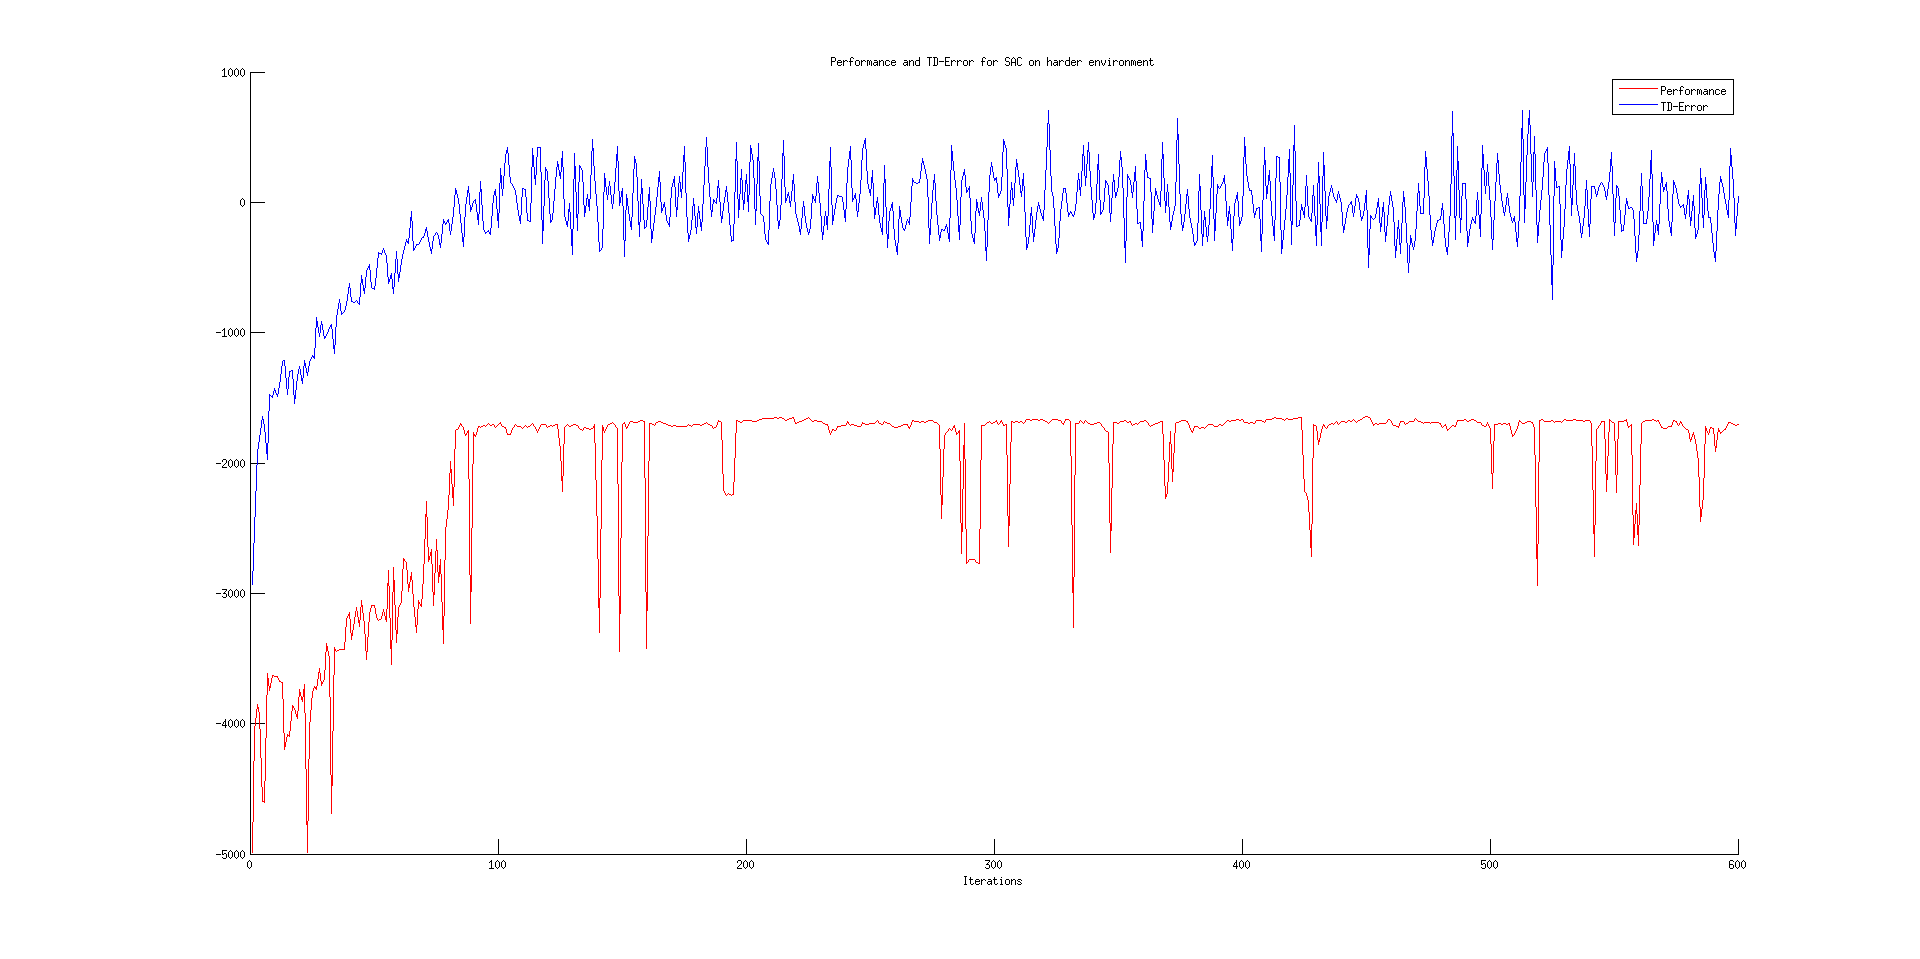 Performance and TD-Error for SAC on harder environment
1000
Performance
TD-Error
0
-1000
-2000
-3000
-4000
-5000
0 100 200 300 400 500 600
Iterations